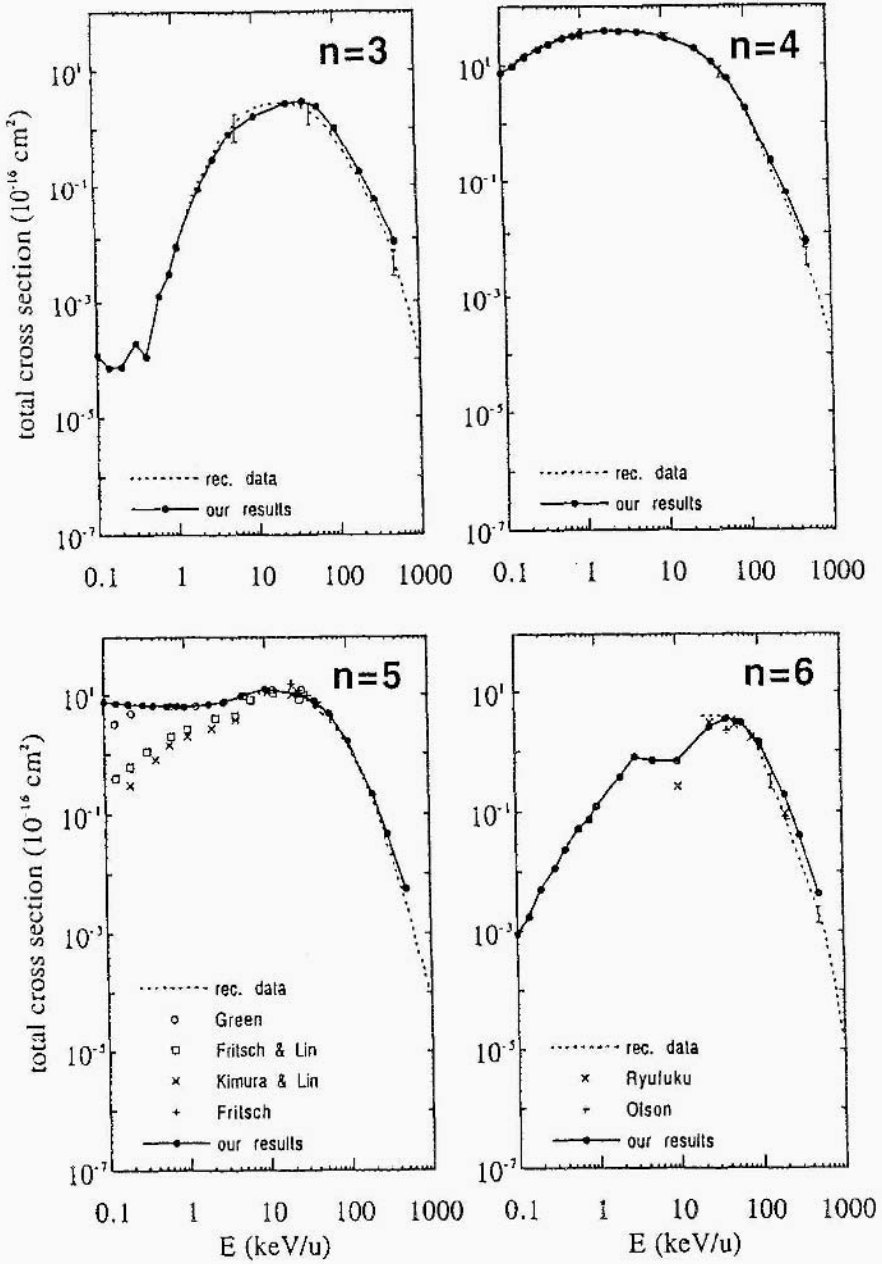 n=3
total cross section (10⁻¹⁶ cm²)
10¹
10⁻¹
10⁻³
10⁻⁵
10⁻⁷
rec. data
our results
0.1 1 10 100 1000
n=4
10¹
10⁻¹
10⁻³
10⁻⁵
10⁻⁷
rec. data
our results
0.1 1 10 100 1000
n=5
total cross section (10⁻¹⁶ cm²)
10¹
10⁻¹
10⁻³
10⁻⁵
10⁻⁷
rec. data
Green
Fritsch & Lin
Kimura & Lin
Fritsch
our results
0.1 1 10 100 1000
E (keV/u)
n=6
10¹
10⁻¹
10⁻³
10⁻⁵
10⁻⁷
rec. data
Ryufuku
Olson
our results
0.1 1 10 100 1000
E (keV/u)